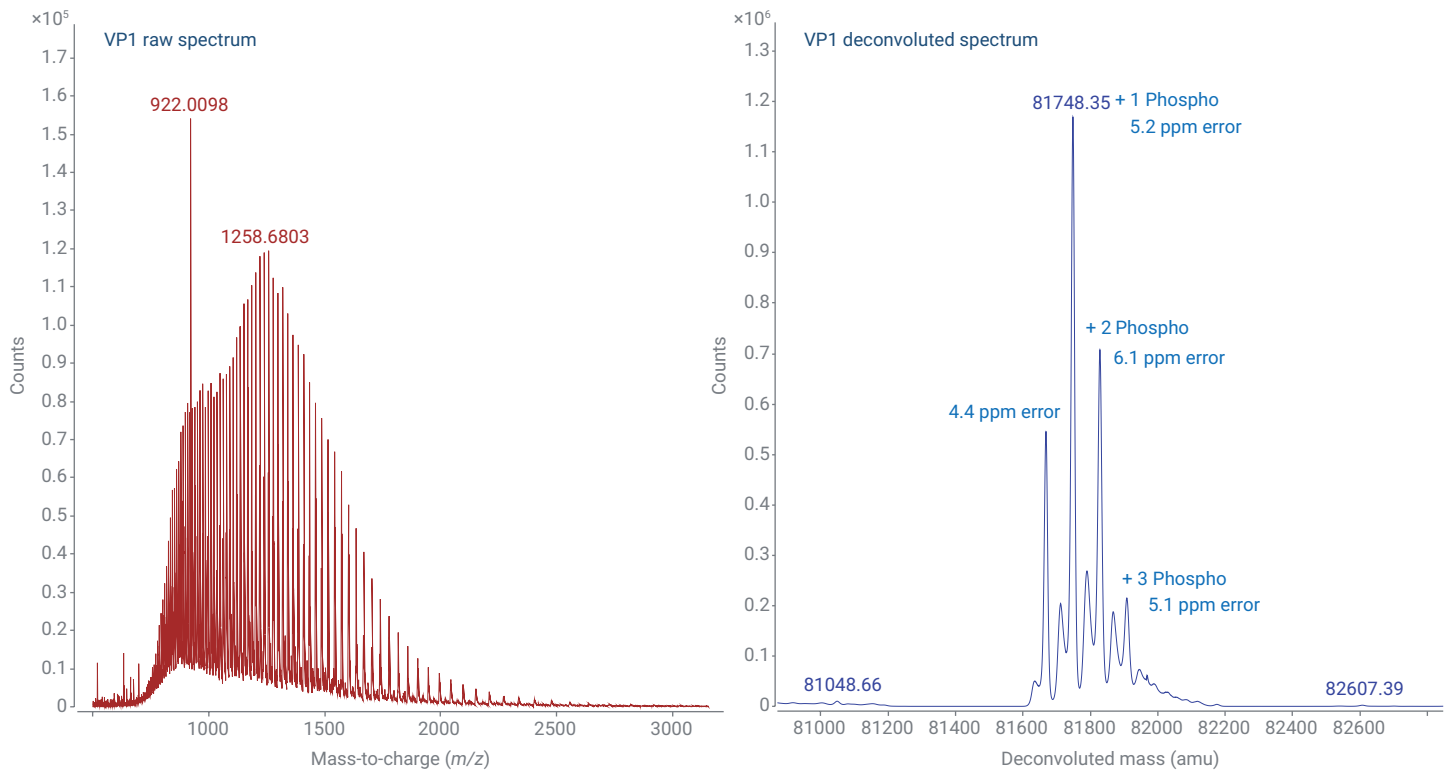 ×10⁵
VP1 raw spectrum
1.7
1.6
922.0098
1.5
1.4
1.3
1258.6803
1.2
1.1
1.0
0.9
0.8
0.7
0.6
0.5
0.4
0.3
0.2
0.1
0
Counts
1000 1500 2000 2500 3000
Mass-to-charge (m/z)
×10⁶
VP1 deconvoluted spectrum
1.3
1.2
81748.35 + 1 Phospho
5.2 ppm error
1.1
1.0
0.9
0.8
+ 2 Phospho
0.7
6.1 ppm error
0.6
4.4 ppm error
0.5
0.4
0.3
+ 3 Phospho
0.2
5.1 ppm error
0.1
81048.66
82607.39
0
Counts
81000 81400 81600 81800 82000 82200 82400 82600
Deconvoluted mass (amu)